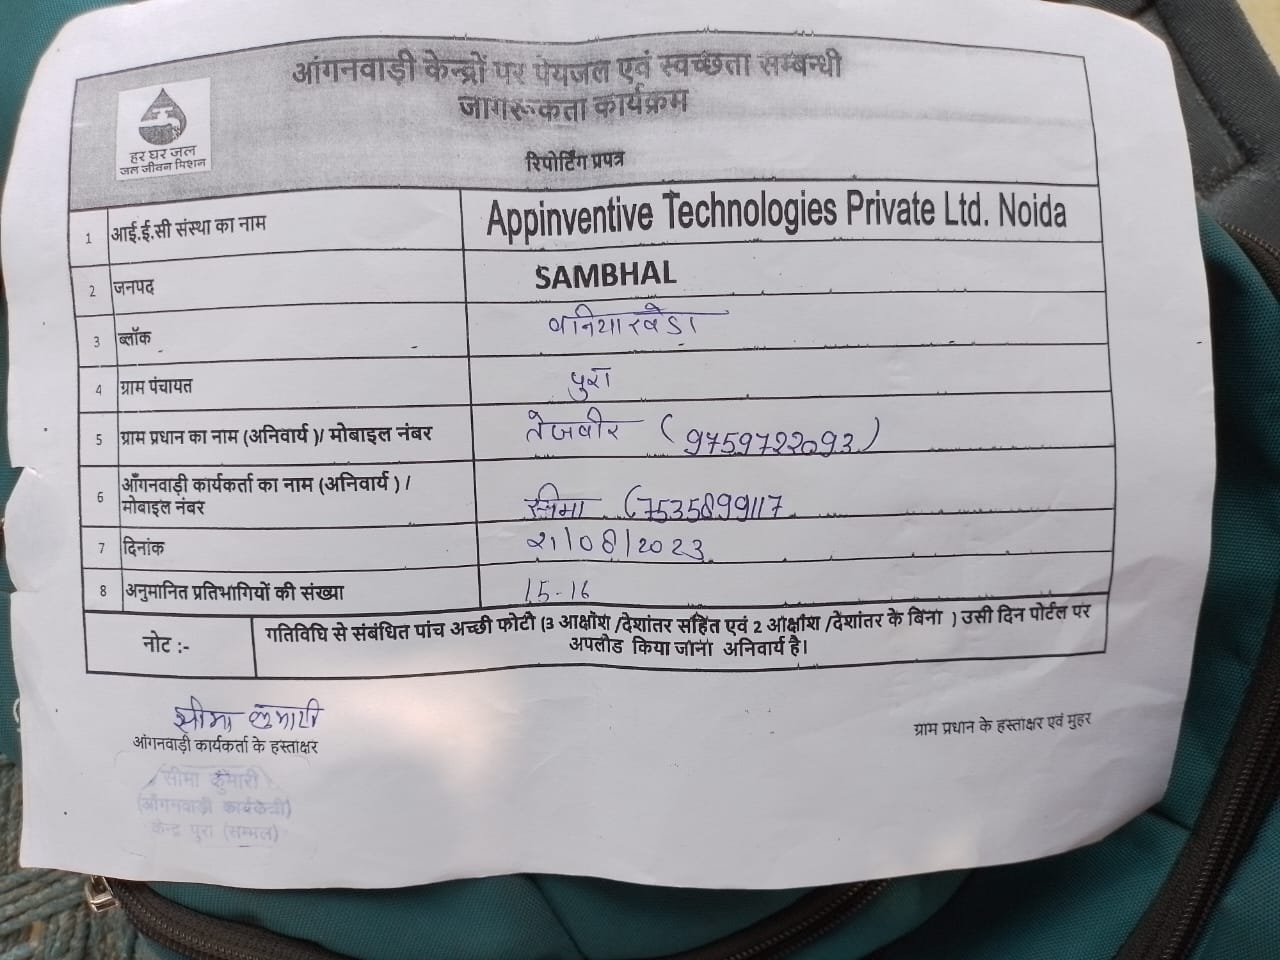 आंगनवाड़ी केन्द्रों पर पेयजल एवं स्वच्छता सम्बन्धी
जागरूकता कार्यक्रम
हर घर जल
जल जीवन मिशन
रिपोर्टिंग प्रपत्र
1 आई.ई.सी संस्था का नाम Appinventive Technologies Private Ltd. Noida
2 जनपद SAMBHAL
3 ब्लॉक बनियाखेडा
4 ग्राम पंचायत पुरा
5 ग्राम प्रधान का नाम (अनिवार्य )/ मोबाइल नंबर तेजवीर (9759722093)
6 आँगनवाड़ी कार्यकर्ता का नाम (अनिवार्य ) /
मोबाइल नंबर सीमा (7535899117
7 दिनांक 21/08/2023
8 अनुमानित प्रतिभागियों की संख्या 15-16
नोट :- गतिविधि से संबंधित पांच अच्छी फोटो (3 आक्षांश /देशांतर सहित एवं 2 आक्षांश /देशांतर के बिना ) उसी दिन पोर्टल पर
अपलोड किया जाना अनिवार्य है।
सीमा कुमारी
आंगनवाड़ी कार्यकर्ता के हस्ताक्षर
ग्राम प्रधान के हस्ताक्षर एवं मुहर
सीमा कुमारी
(आँगनवाड़ी कार्यकत्री)
केन्द्र पुरा (सम्भल)